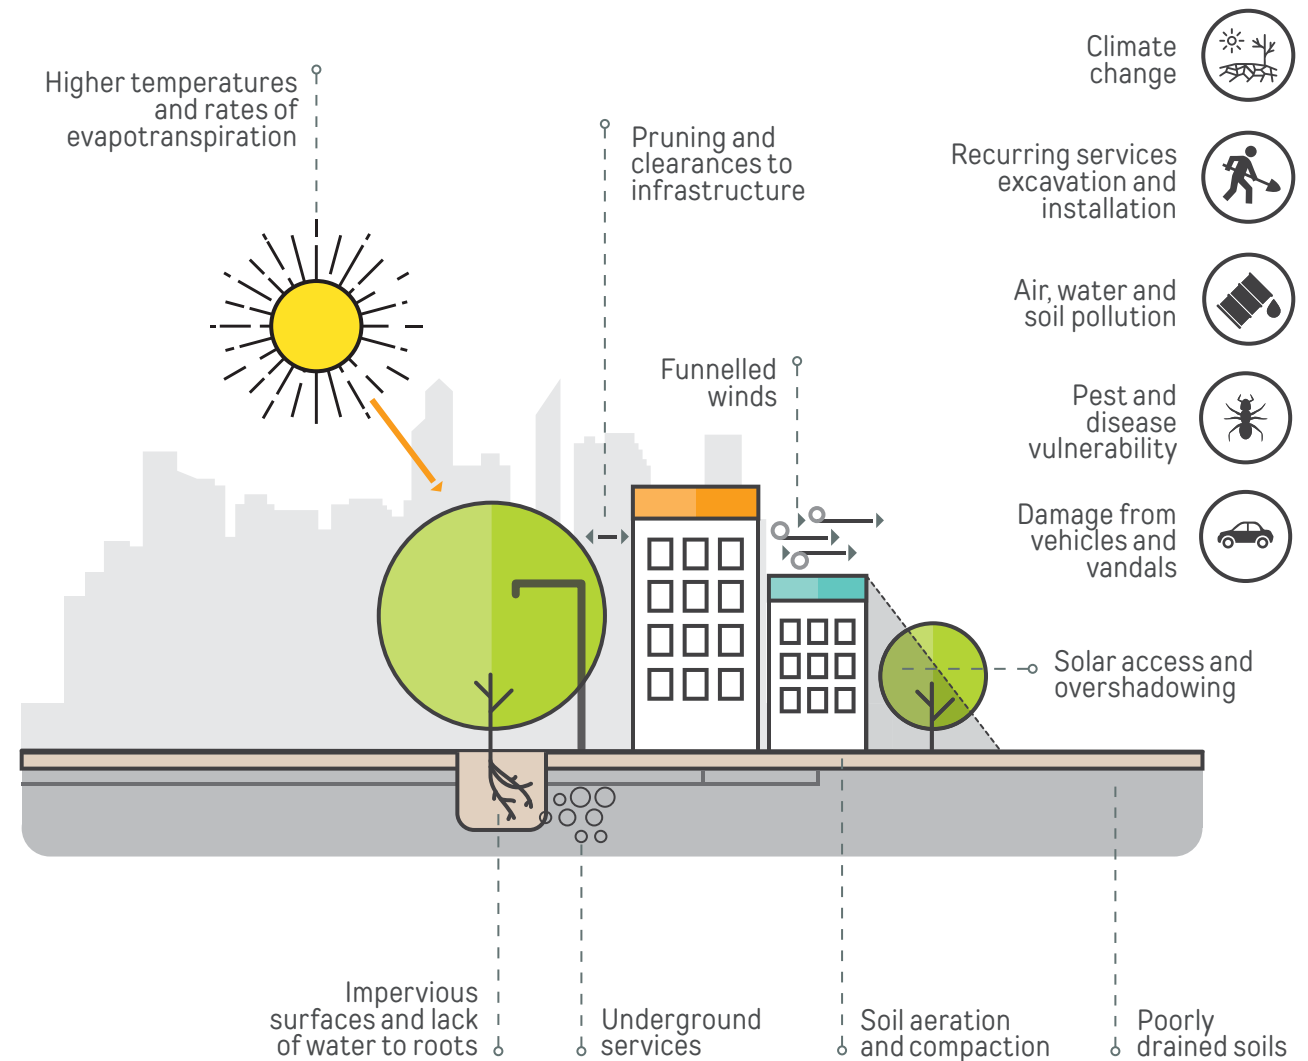 Higher temperatures
and rates of
evapotranspiration
Pruning and
clearances to
infrastructure
Funnelled
winds
Climate
change
Recurring services
excavation and
installation
Air, water and
soil pollution
Pest and
disease
vulnerability
Damage from
vehicles and
vandals
Solar access and
overshadowing
Impervious
surfaces and lack
of water to roots
Underground
services
Soil aeration
and compaction
Poorly
drained soils